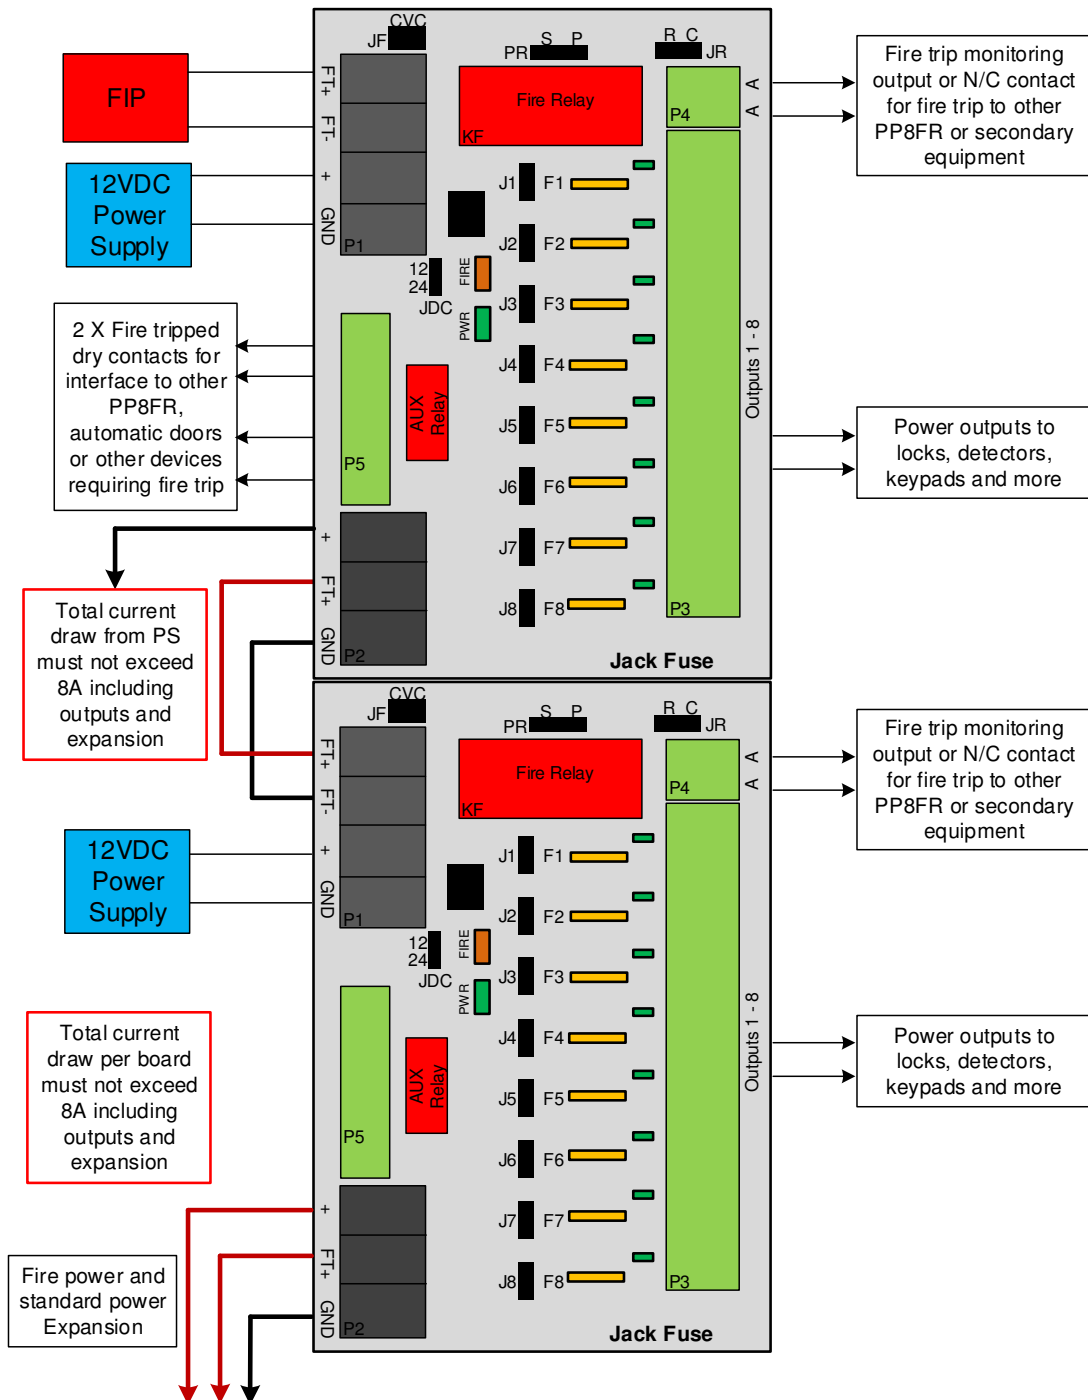 CVC
JF
S P
PR
R C
JR
FIP
FT+
FT-
+
GND
P1
Fire Relay
KF
P4
A
A
Fire trip monitoring
output or N/C contact
for fire trip to other
PP8FR or secondary
equipment
12VDC
Power
Supply
J1 F1
J2 F2
J3 F3
J4 F4
J5 F5
J6 F6
J7 F7
J8 F8
12
24
JDC
FIRE
PWR
Outputs 1 - 8
2 X Fire tripped
dry contacts for
interface to other
PP8FR,
automatic doors
or other devices
requiring fire trip
P5
AUX
Relay
Power outputs to
locks, detectors,
keypads and more
+
FT+
GND
P2
P3
Jack Fuse
Total current
draw from PS
must not exceed
8A including
outputs and
expansion
CVC
JF
S P
PR
R C
JR
FT+
FT-
+
GND
P1
Fire Relay
KF
P4
A
A
Fire trip monitoring
output or N/C contact
for fire trip to other
PP8FR or secondary
equipment
12VDC
Power
Supply
J1 F1
J2 F2
J3 F3
J4 F4
J5 F5
J6 F6
J7 F7
J8 F8
12
24
JDC
FIRE
PWR
Outputs 1 - 8
Total current
draw per board
must not exceed
8A including
outputs and
expansion
P5
AUX
Relay
Power outputs to
locks, detectors,
keypads and more
+
FT+
GND
P2
P3
Jack Fuse
Fire power and
standard power
Expansion